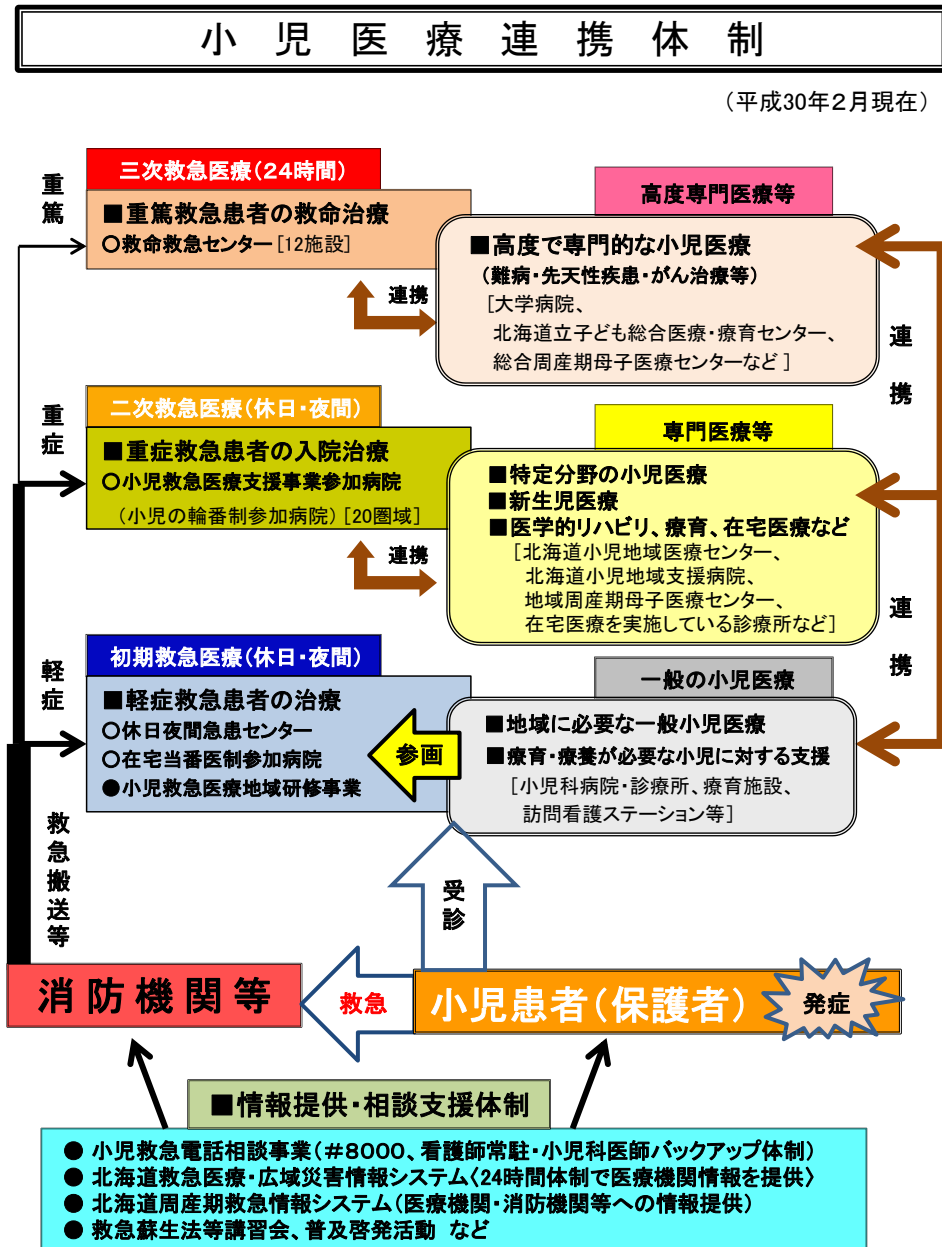 小児医療連携体制
（平成30年2月現在）
重篤
三次救急医療（24時間）
■重篤救急患者の救命治療
○救命救急センター［12施設］
連携
高度専門医療等
■高度で専門的な小児医療
（難病・先天性疾患・がん治療等）
［大学病院、
北海道立子ども総合医療・療育センター、
総合周産期母子医療センターなど ］
連携
重症
二次救急医療（休日・夜間）
■重症救急患者の入院治療
○小児救急医療支援事業参加病院
（小児の輪番制参加病院）［20圏域］
連携
専門医療等
■特定分野の小児医療
■新生児医療
■医学的リハビリ、療育、在宅医療など
［北海道小児地域医療センター、
北海道小児地域支援病院、
地域周産期母子医療センター、
在宅医療を実施している診療所など］
連携
軽症
初期救急医療（休日・夜間）
■軽症救急患者の治療
○休日夜間急患センター
○在宅当番医制参加病院
●小児救急医療地域研修事業
参画
一般の小児医療
■地域に必要な一般小児医療
■療育・療養が必要な小児に対する支援
［小児科病院・診療所、療育施設、
訪問看護ステーション等］
救急搬送等
受診
消防機関等
救急
小児患者（保護者）
発症
■情報提供・相談支援体制
● 小児救急電話相談事業（＃8000、看護師常駐・小児科医師バックアップ体制）
● 北海道救急医療・広域災害情報システム〈24時間体制で医療機関情報を提供〉
● 北海道周産期救急情報システム（医療機関・消防機関等への情報提供）
● 救急蘇生法等講習会、普及啓発活動 など